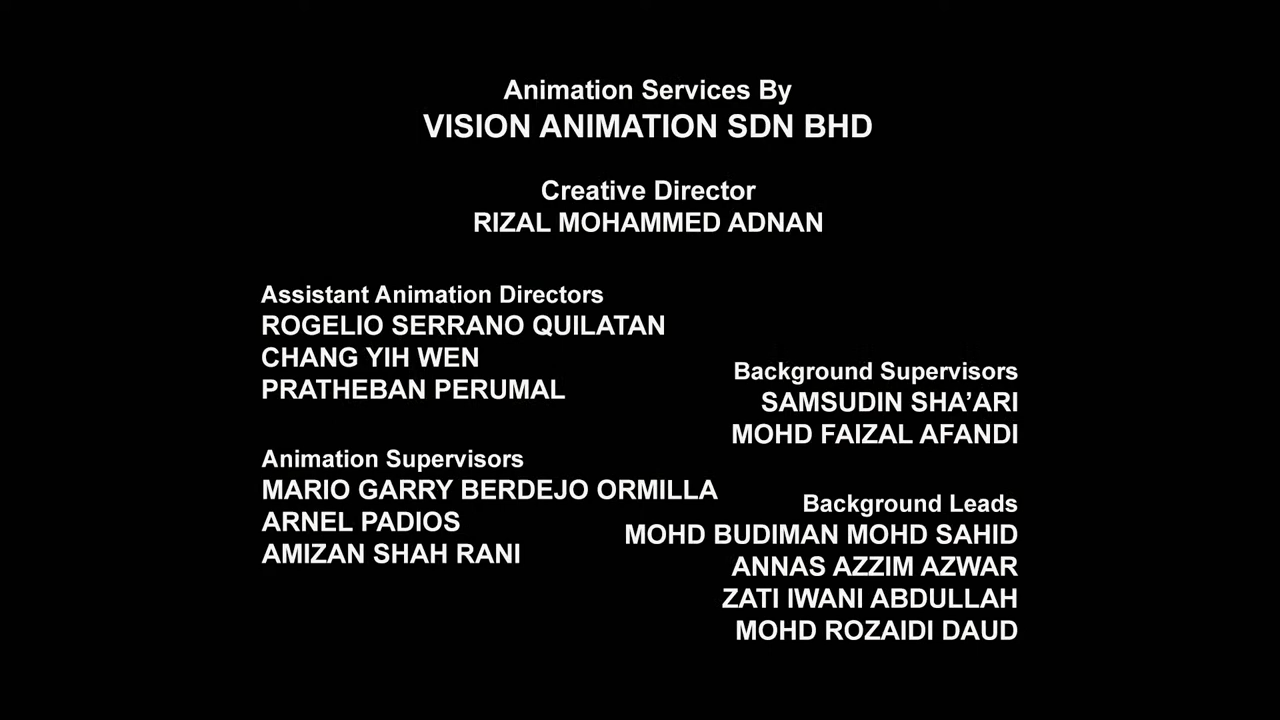 Animation Services By
VISION ANIMATION SDN BHD
Creative Director
RIZAL MOHAMMED ADNAN
Assistant Animation Directors
ROGELIO SERRANO QUILATAN
CHANG YIH WEN
PRATHEBAN PERUMAL
Animation Supervisors
MARIO GARRY BERDEJO ORMILLA
ARNEL PADIOS
AMIZAN SHAH RANI
Background Supervisors
SAMSUDIN SHA’ARI
MOHD FAIZAL AFANDI
Background Leads
MOHD BUDIMAN MOHD SAHID
ANNAS AZZIM AZWAR
ZATI IWANI ABDULLAH
MOHD ROZAIDI DAUD